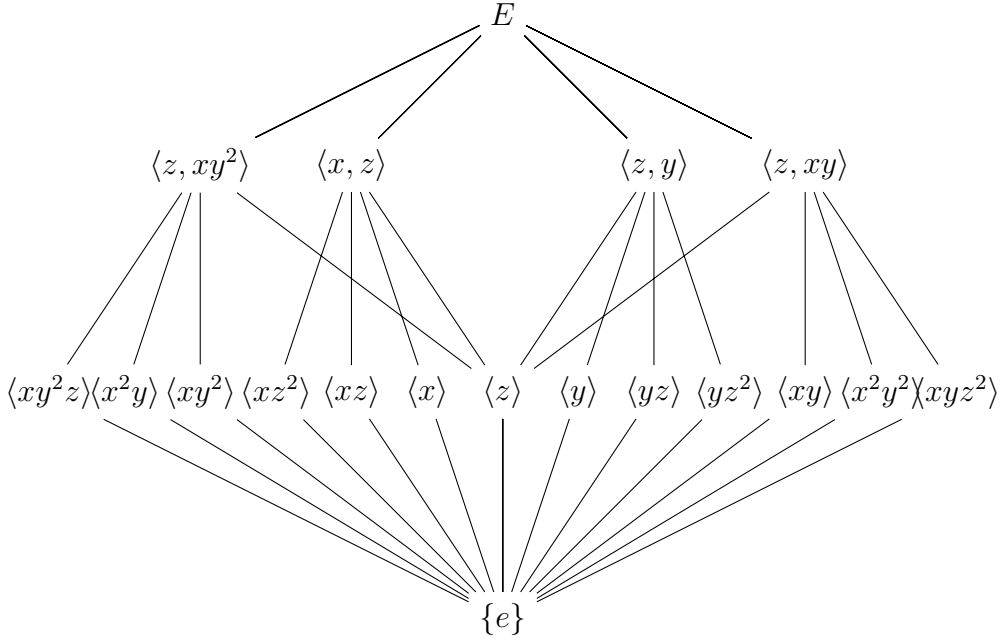 E
⟨z, xy²⟩ ⟨x, z⟩ ⟨z, y⟩ ⟨z, xy⟩
⟨xy²z⟩ ⟨x²y⟩ ⟨xy²⟩ ⟨xz²⟩ ⟨xz⟩ ⟨x⟩ ⟨z⟩ ⟨y⟩ ⟨yz⟩ ⟨yz²⟩ ⟨xy⟩ ⟨x²y²⟩ ⟨xyz²⟩
{e}